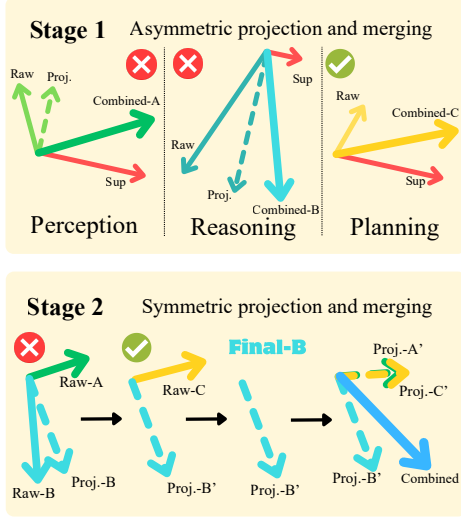 Stage 1 Asymmetric projection and merging
Raw Proj. Combined-A Sup
Perception
Sup Raw Proj. Combined-B
Reasoning
Raw Combined-C Sup
Planning
Stage 2 Symmetric projection and merging
Raw-A Raw-B Proj.-B
Raw-C Proj.-B’
Final-B
Proj.-B’
Proj.-A’
Proj.-C’
Proj.-B’ Combined